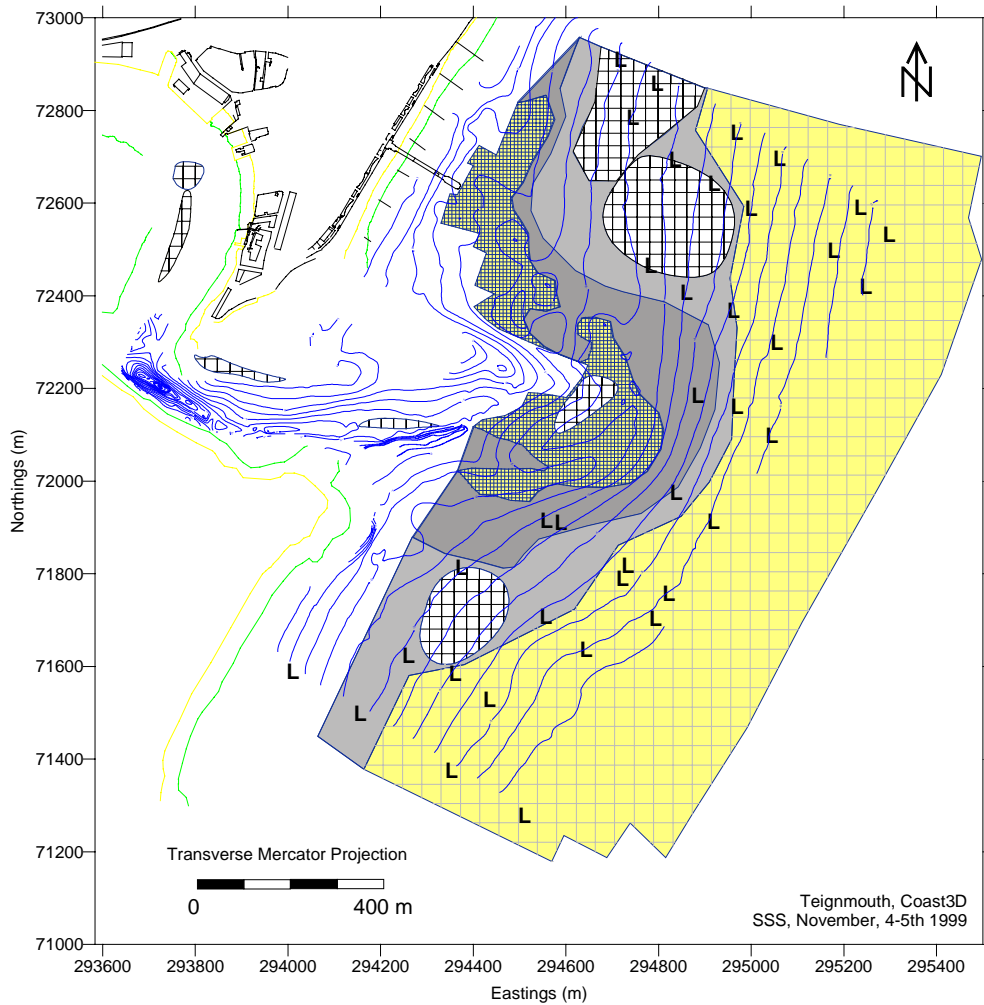 73000
N
L
L
72800
L
L
L
L
L
72600
L
L
L
L
L
72400
L
L
L
L
72200
L
L
L
72000
L
L
L
L
71800
L
L
L
L
L
L
71600
L
L
L
L
L
71400
L
L
71200
71000
Northings (m)
Transverse Mercator Projection
0 400 m
Teignmouth, Coast3D
SSS, November, 4-5th 1999
293600 293800 294000 294200 294400 294600 294800 295000 295200 295400
Eastings (m)